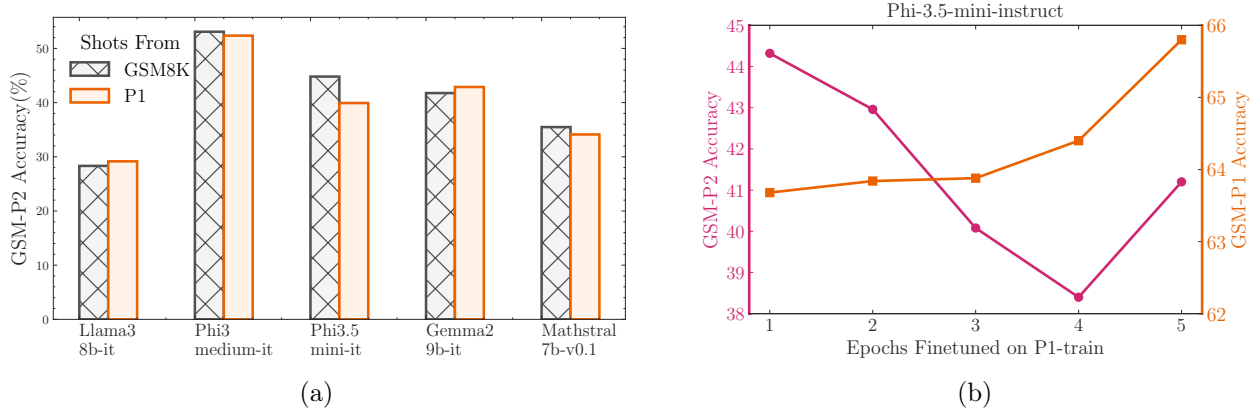 Shots From
GSM8K
P1
GSM-P2 Accuracy(%)
50
40
30
20
10
0
Llama3
8b-it
Phi3
medium-it
Phi3.5
mini-it
Gemma2
9b-it
Mathstral
7b-v0.1
(a)
Phi-3.5-mini-instruct
GSM-P2 Accuracy
45
44
43
42
41
40
39
38
66
65
64
63
62
GSM-P1 Accuracy
1 2 3 4 5
Epochs Finetuned on P1-train
(b)